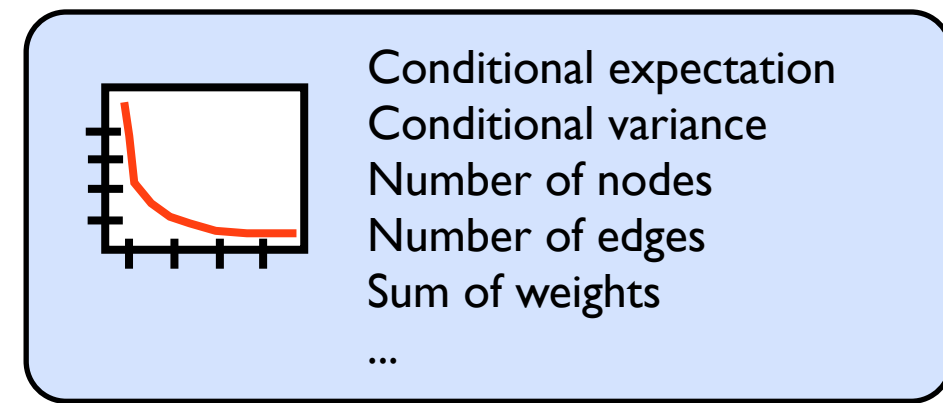 Conditional expectation
Conditional variance
Number of nodes
Number of edges
Sum of weights
...